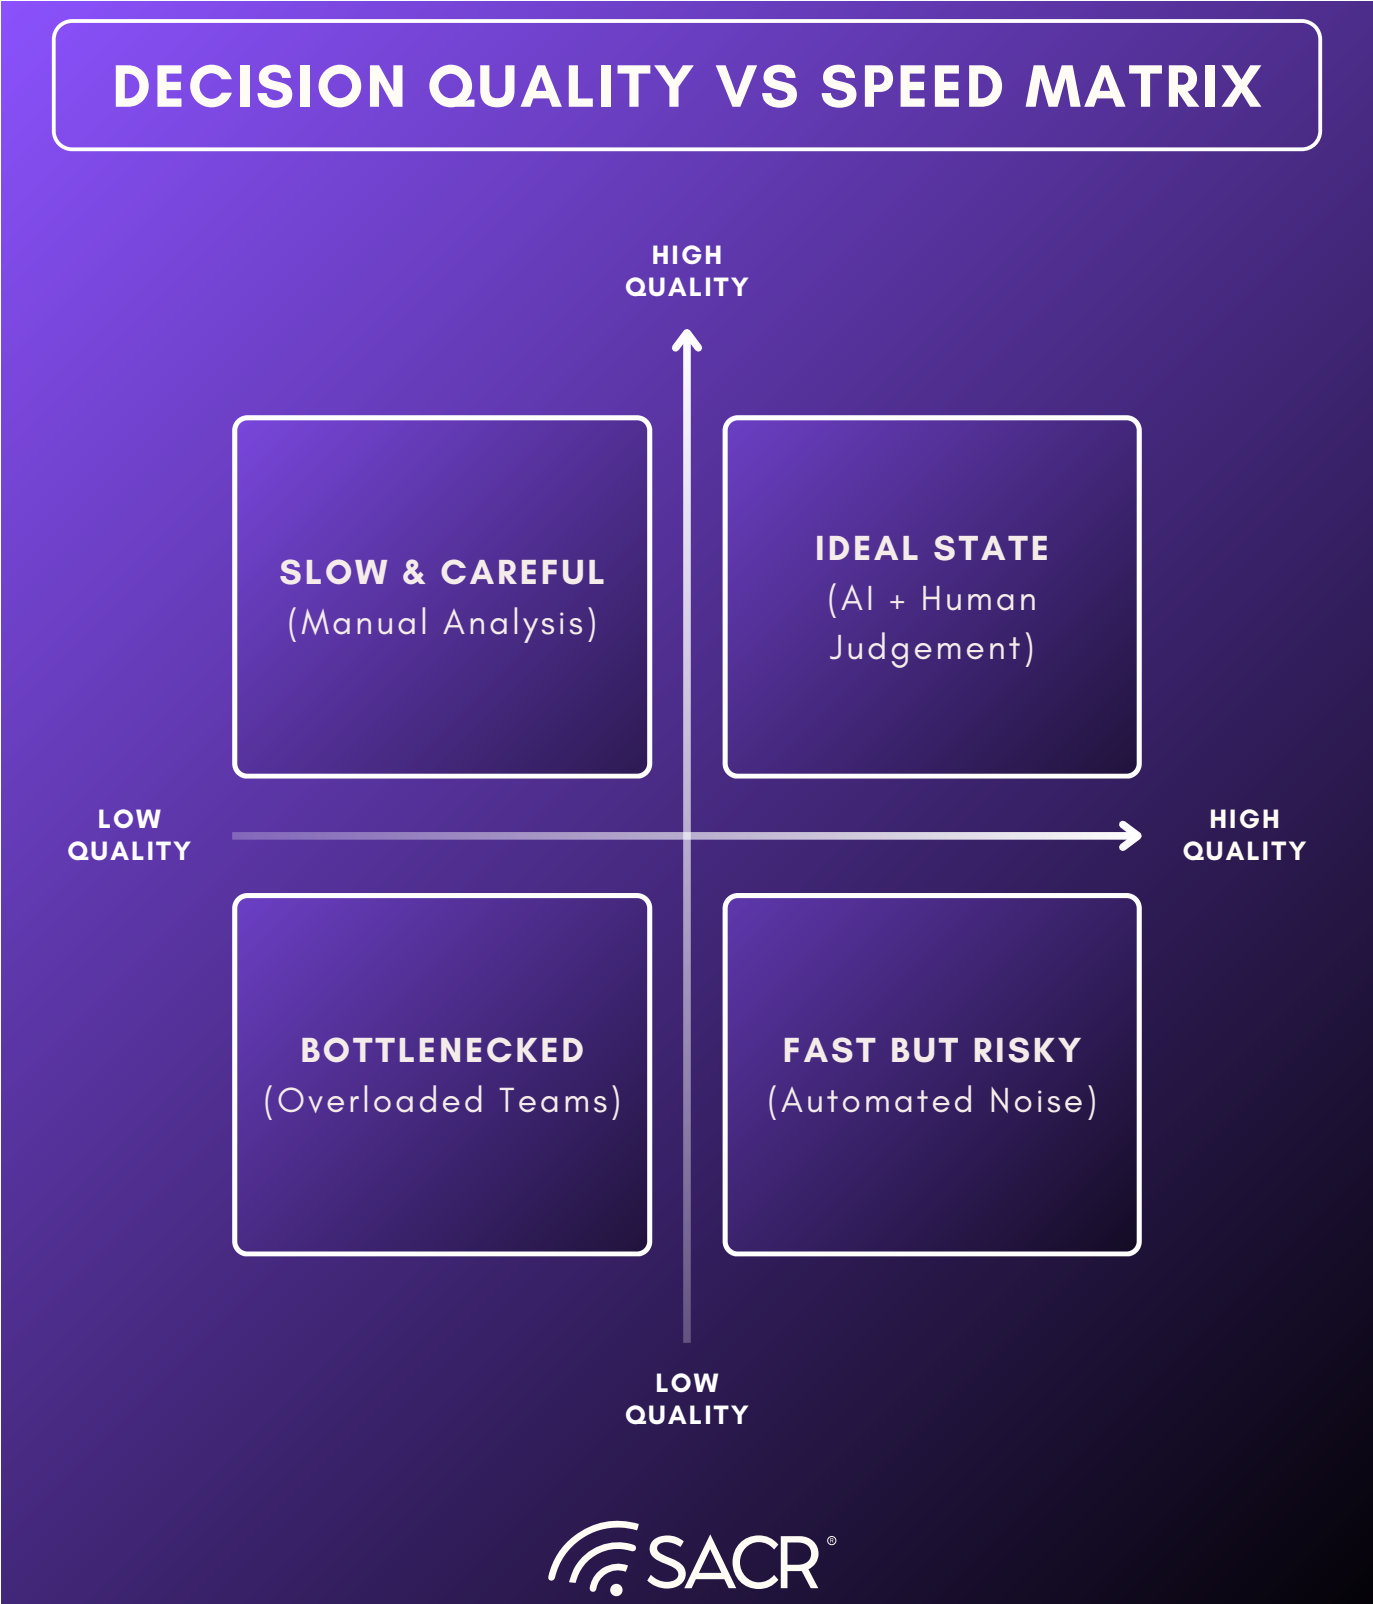 DECISION QUALITY VS SPEED MATRIX
HIGH
QUALITY
SLOW & CAREFUL
(Manual Analysis)
IDEAL STATE
(AI + Human
Judgement)
LOW
QUALITY
HIGH
QUALITY
BOTTLENECKED
(Overloaded Teams)
FAST BUT RISKY
(Automated Noise)
LOW
QUALITY
SACR®